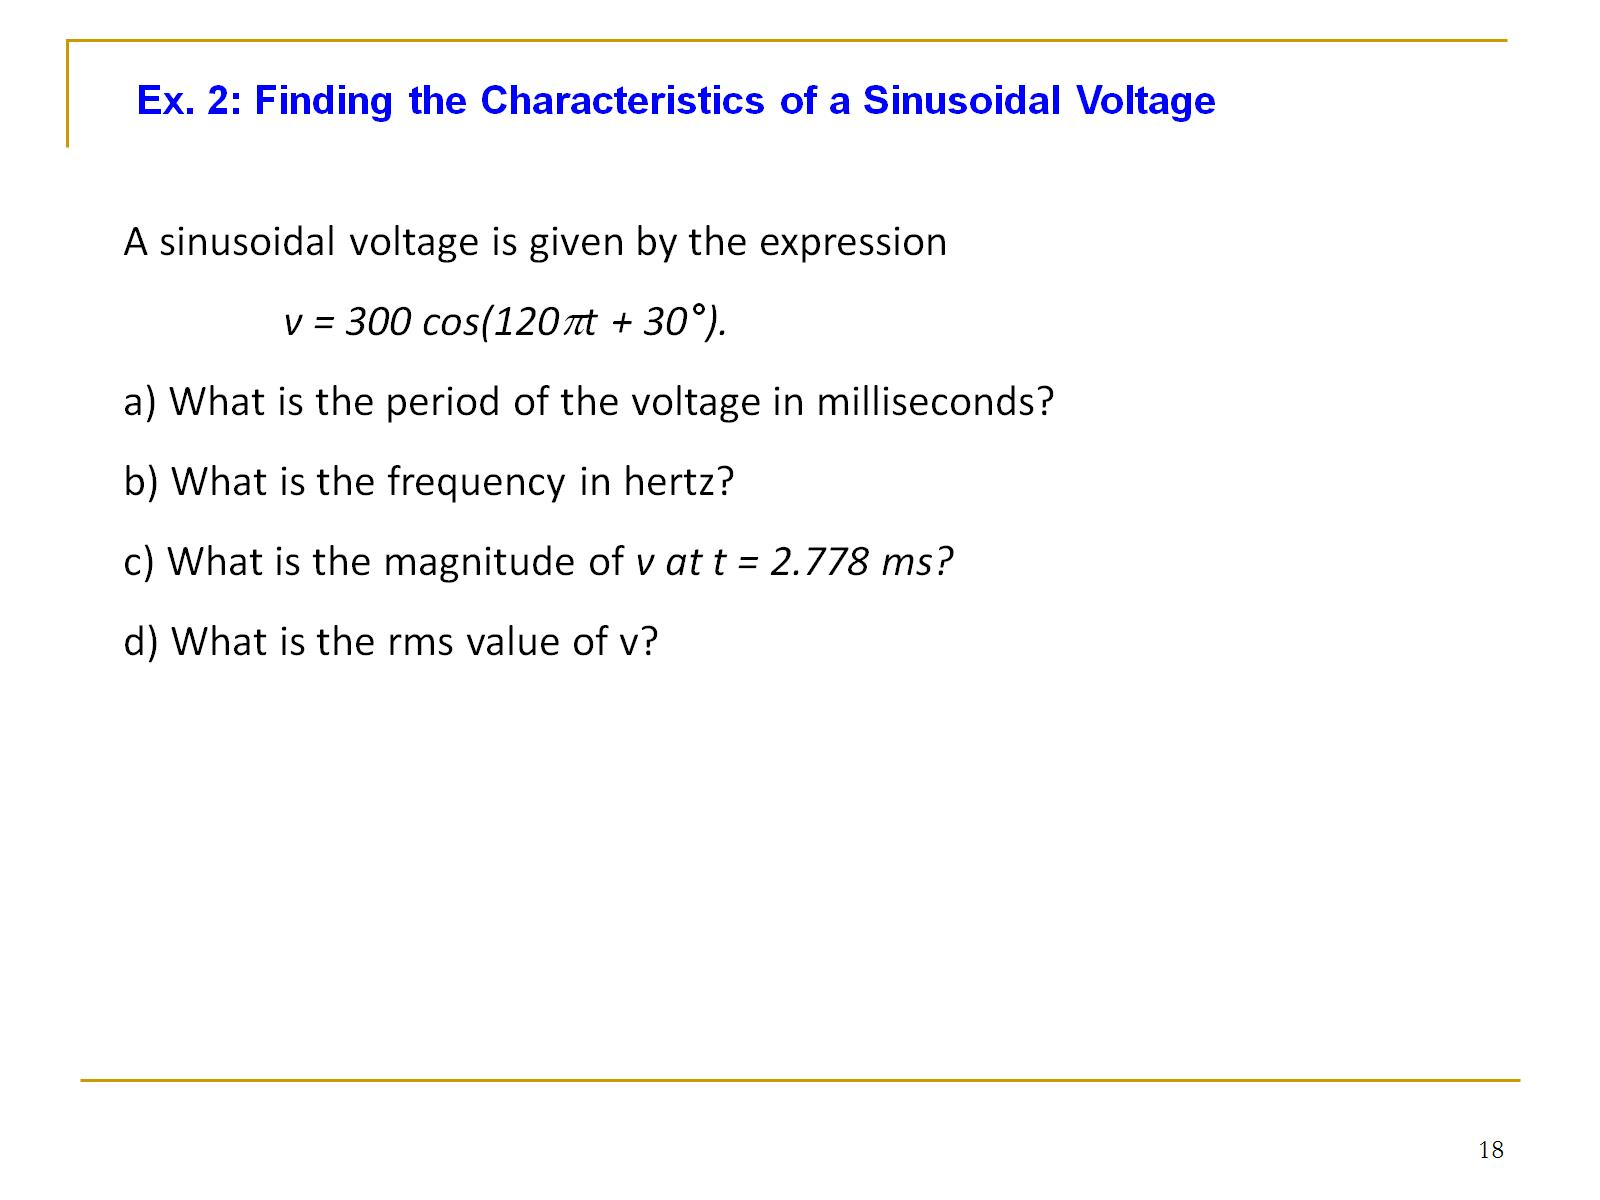 Ex. 2: Finding the Characteristics of a Sinusoidal Voltage
A sinusoidal voltage is given by the expression
v = 300 cos(120πt + 30°).
a) What is the period of the voltage in milliseconds?
b) What is the frequency in hertz?
c) What is the magnitude of v at t = 2.778 ms?
d) What is the rms value of v?
18